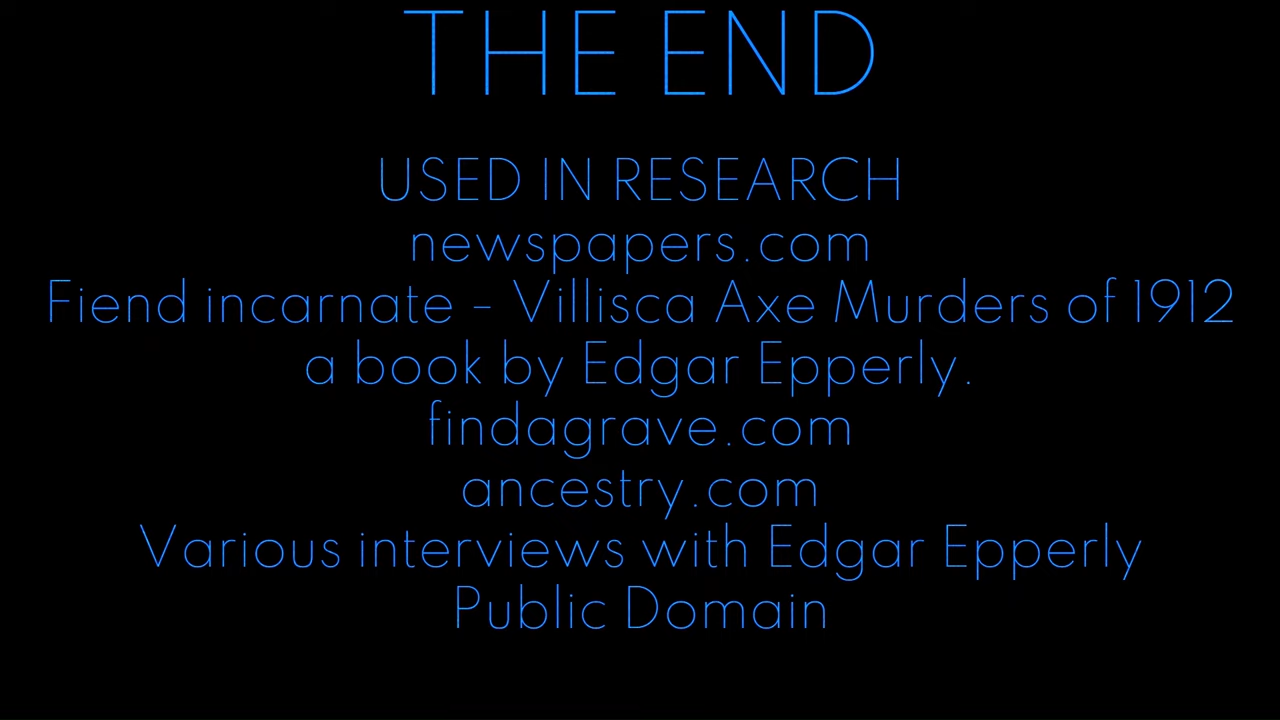 THE END
USED IN RESEARCH
newspapers.com
Fiend incarnate - Villisca Axe Murders of 1912
a book by Edgar Epperly.
findagrave.com
ancestry.com
Various interviews with Edgar Epperly
Public Domain